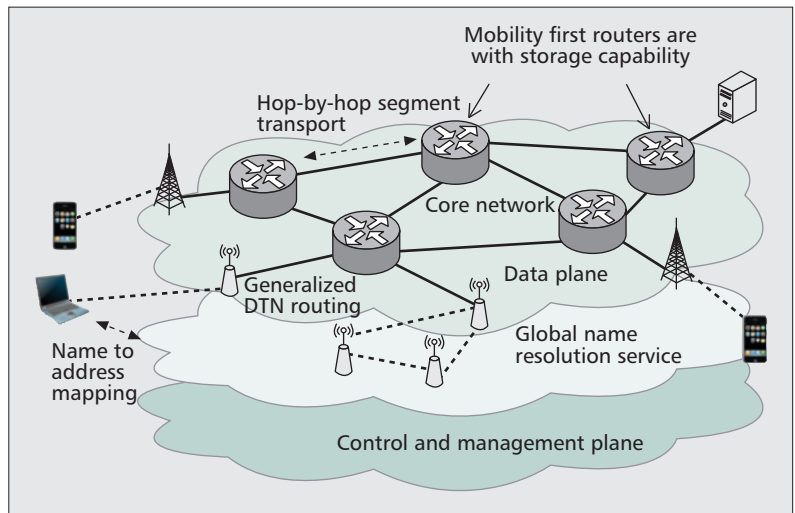 Mobility first routers are
with storage capability
Hop-by-hop segment
transport
Core network
Generalized
DTN routing
Data plane
Name to
address
mapping
Global name
resolution service
Control and management plane